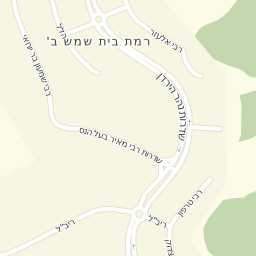 רמת בית שמש ב'
רבי אלעזר
הלל
רבי שמעון בר יוחאי
שדרות נהר הירדן
שדרות רבי מאיר בעל הנס
רבי טרפון
ריב"ל
ריב"ל